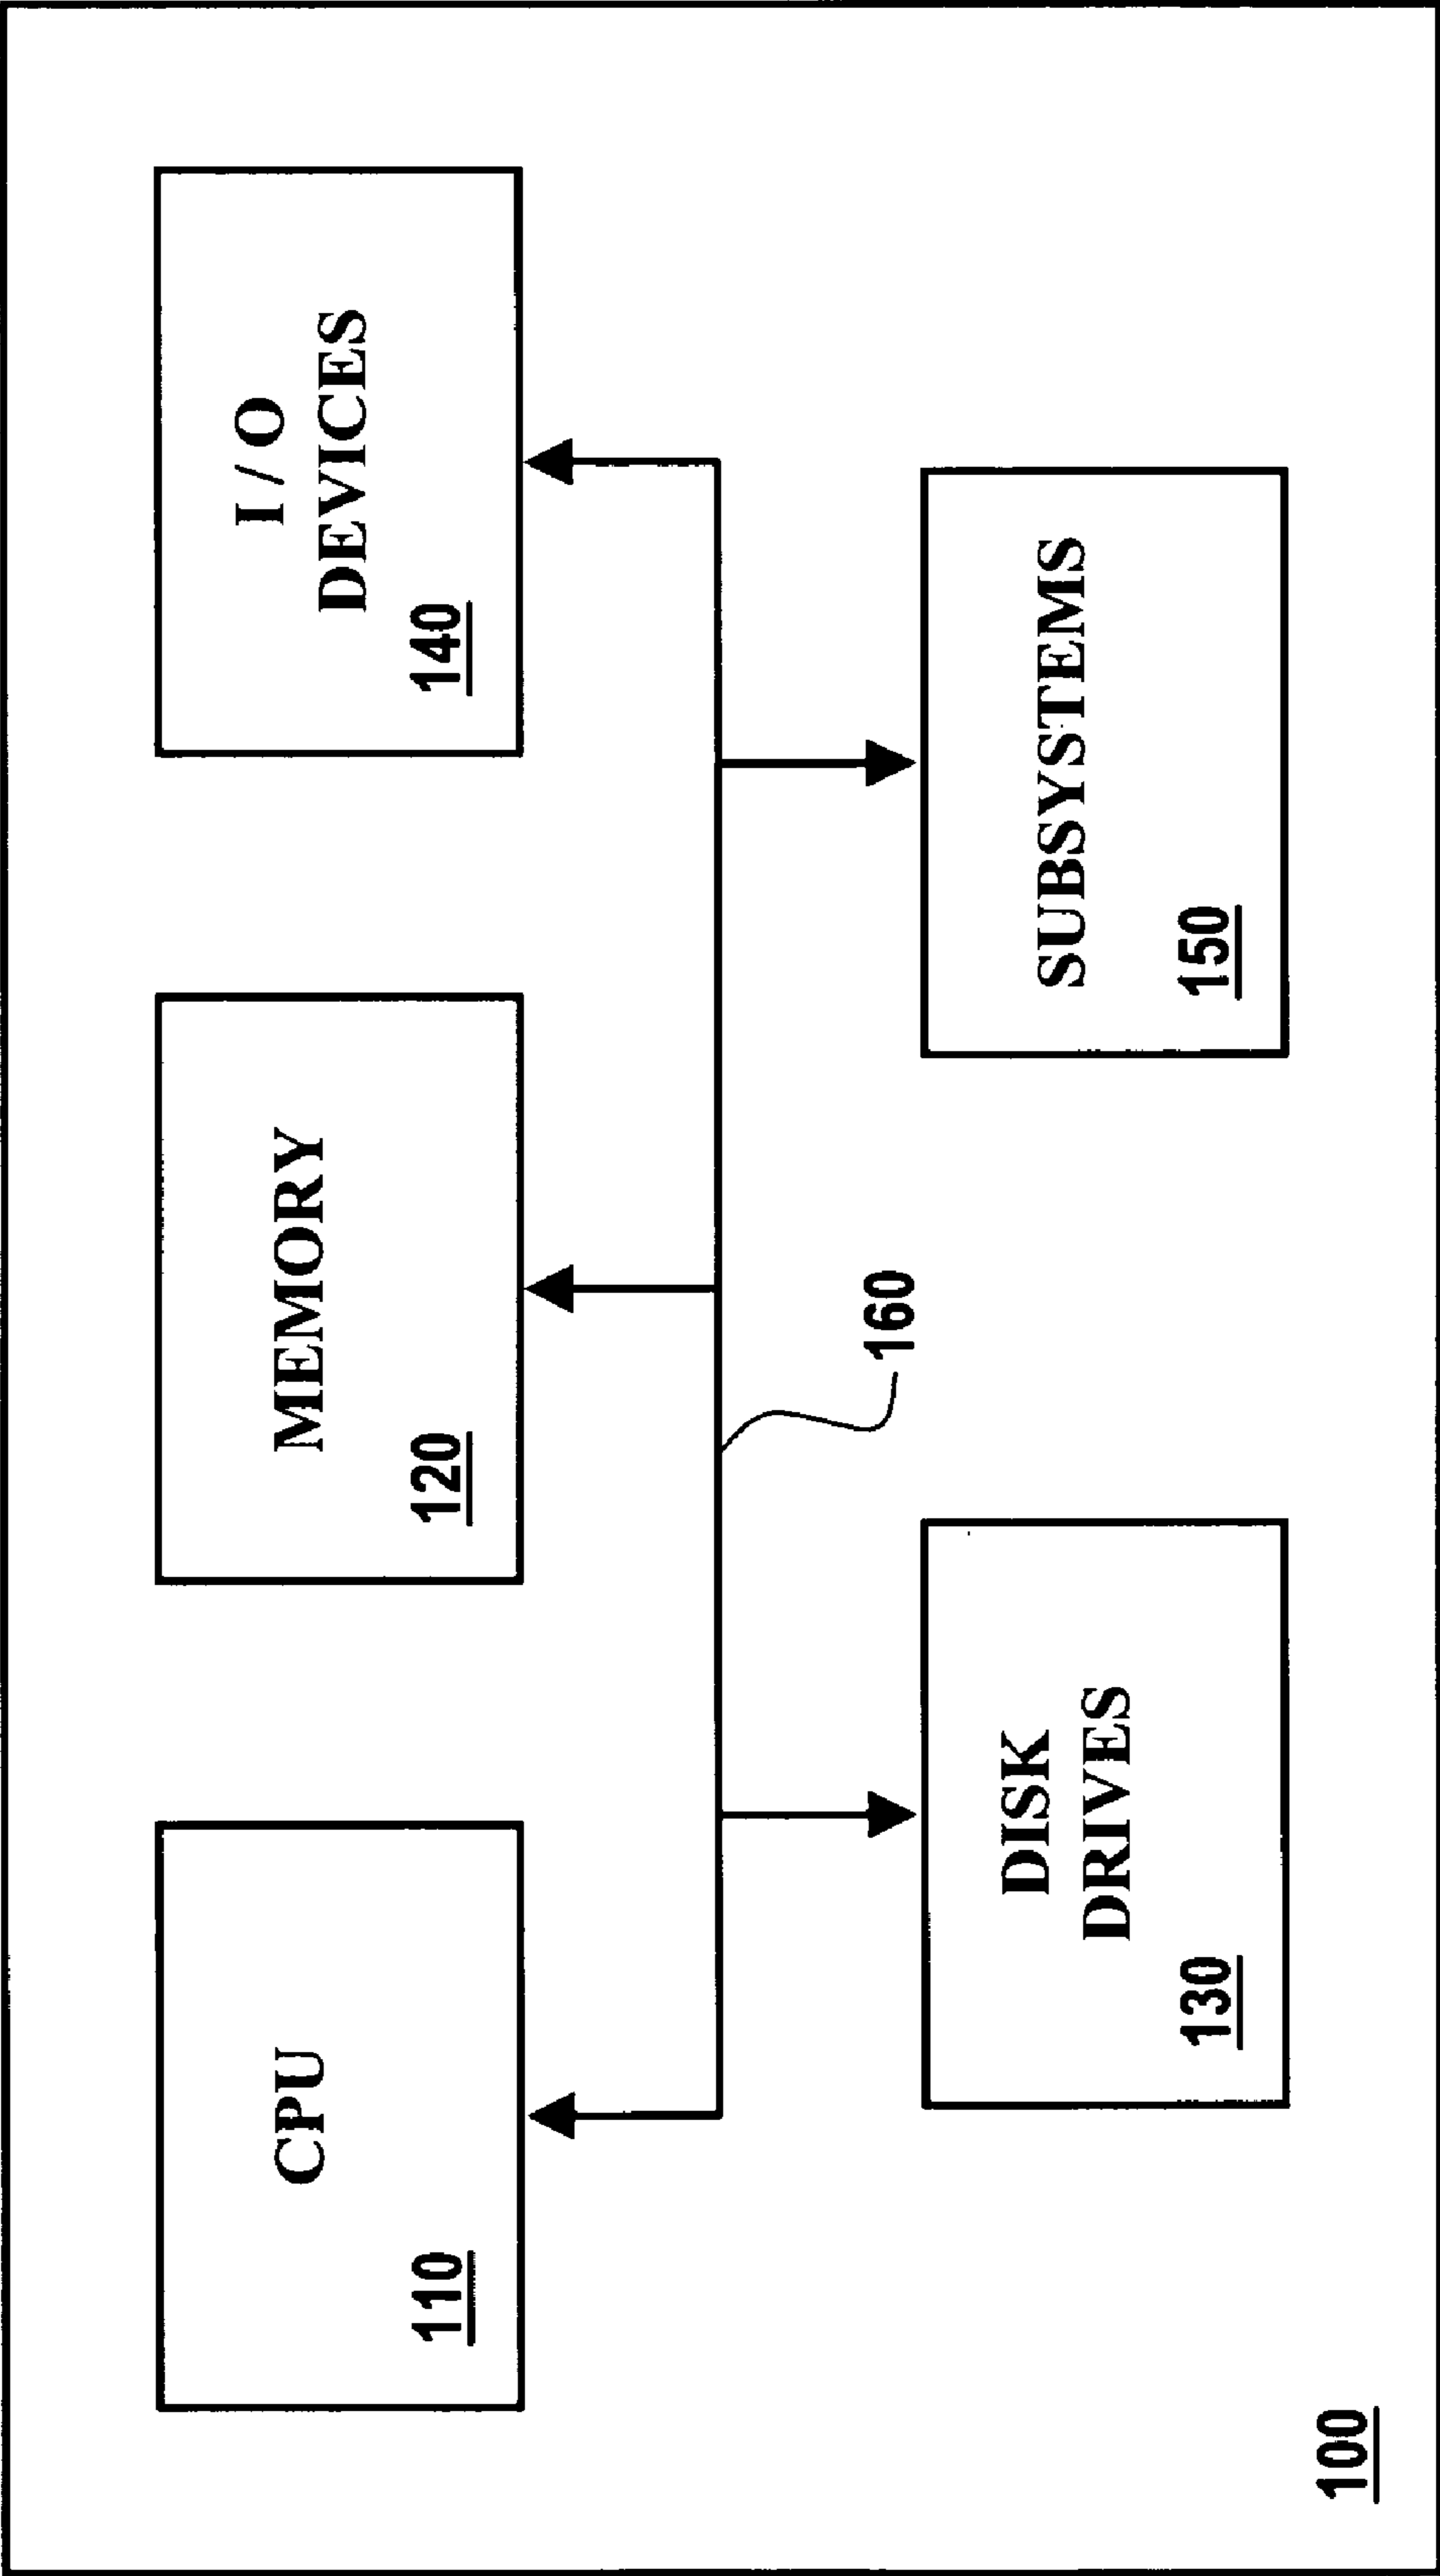 CPU
110
MEMORY
120
I / O
DEVICES
140
160
DISK
DRIVES
130
SUBSYSTEMS
150
100